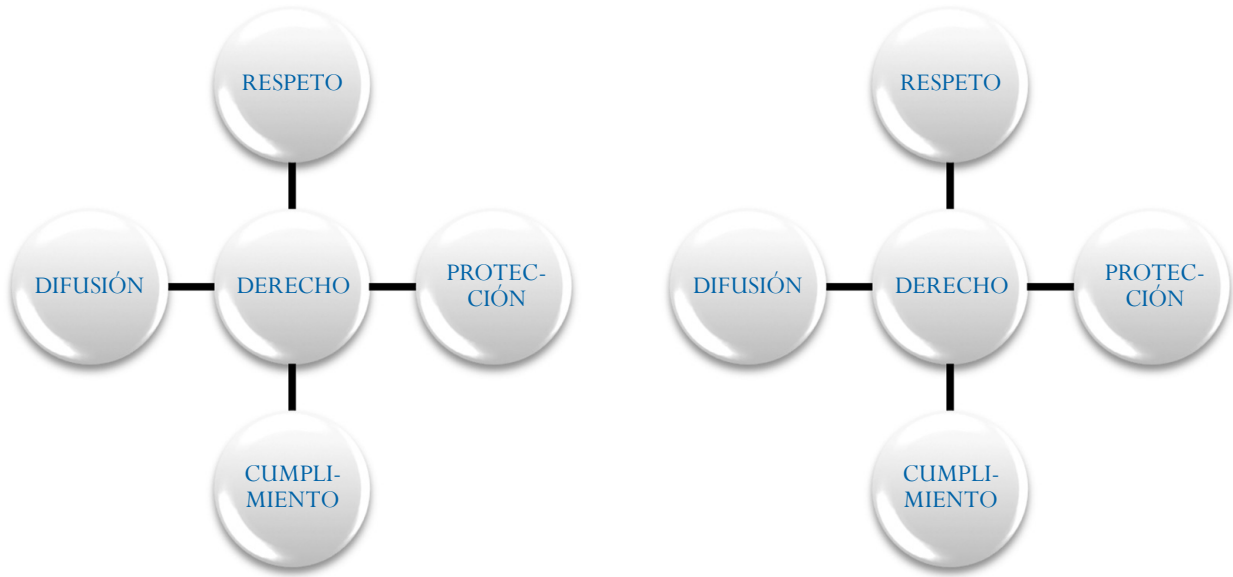 RESPETO
DIFUSIÓN
DERECHO
PROTEC-
CIÓN
CUMPLI-
MIENTO
RESPETO
DIFUSIÓN
DERECHO
PROTEC-
CIÓN
CUMPLI-
MIENTO